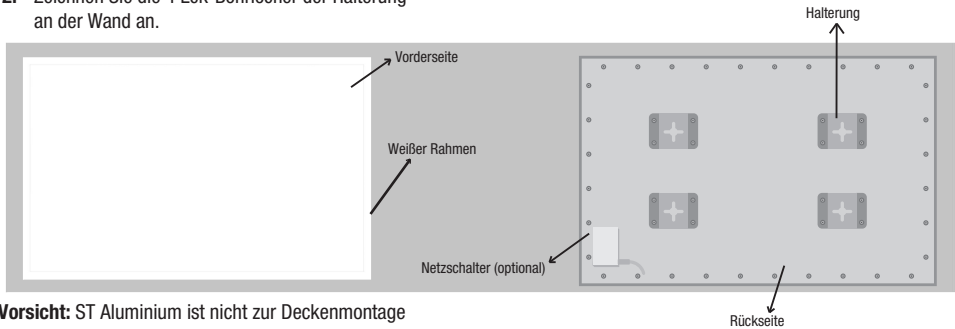 an der Wand an.
Halterung
Vorderseite
Weißer Rahmen
Netzschalter (optional)
Vorsicht: ST Aluminium ist nicht zur Deckenmontage
Rückseite